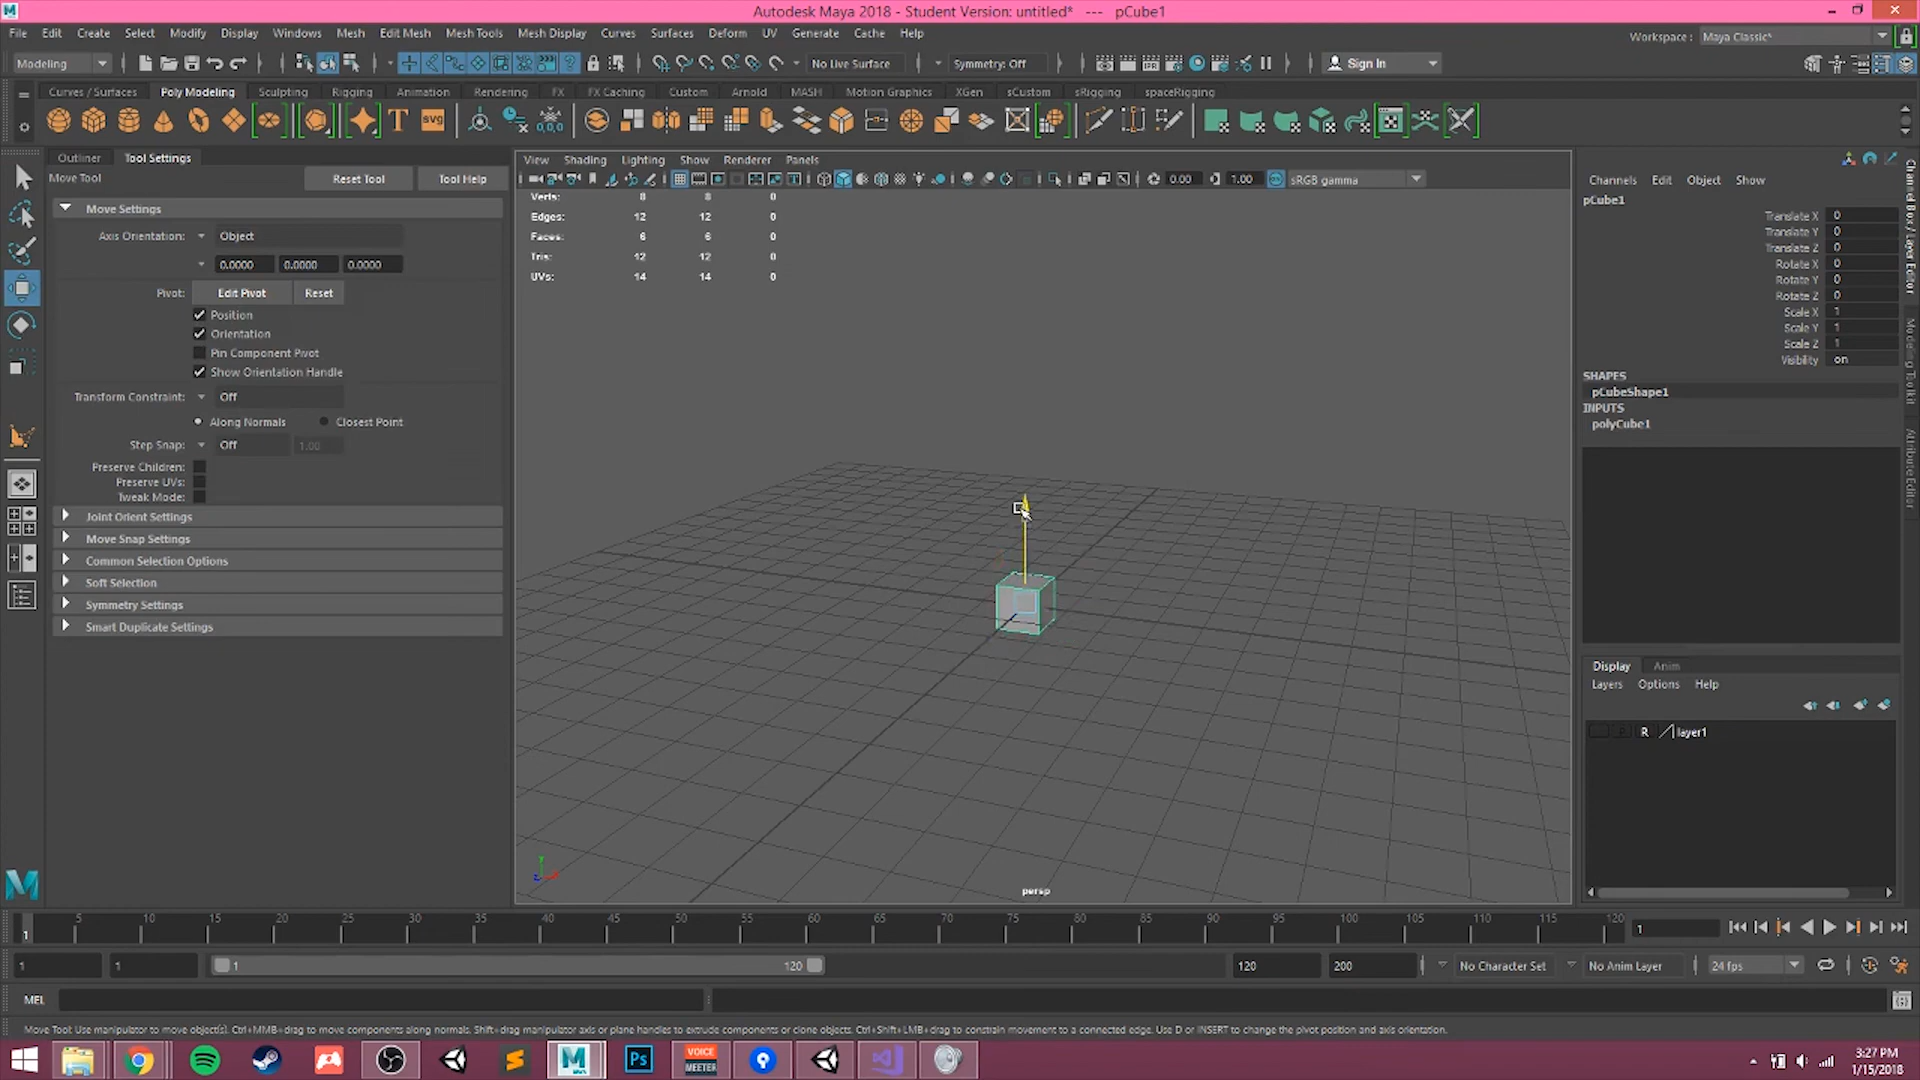 Autodesk Maya 2018 - Student Version: untitled* --- pCube1
File Edit Create Select Modify Display Windows Mesh Edit Mesh Mesh Tools Mesh Display Curves Surfaces Deform UV Generate Cache Help
Workspace : Maya Classic*
Modeling No Live Surface Symmetry: Off Sign In
Curves / Surfaces Poly Modeling Sculpting Rigging Animation Rendering FX FX Caching Custom Arnold MASH Motion Graphics XGen sCustom sRigging spaceRigging
T SVG
Outliner Tool Settings
Move Tool Reset Tool Tool Help
Move Settings
Axis Orientation: Object
0.0000 0.0000 0.0000
Pivot: Edit Pivot Reset
Position
Orientation
Pin Component Pivot
Show Orientation Handle
Transform Constraint: Off
Along Normals Closest Point
Step Snap: Off 1.00
Preserve Children:
Preserve UVs:
Tweak Mode:
Joint Orient Settings
Move Snap Settings
Common Selection Options
Soft Selection
Symmetry Settings
Smart Duplicate Settings
View Shading Lighting Show Renderer Panels
0.00 1.00 sRGB gamma
Verts: 8 8 0
Edges: 12 12 0
Faces: 6 6 0
Tris: 12 12 0
UVs: 14 14 0
persp
Channels Edit Object Show
pCube1
Translate X 0
Translate Y 0
Translate Z 0
Rotate X 0
Rotate Y 0
Rotate Z 0
Scale X 1
Scale Y 1
Scale Z 1
Visibility on
SHAPES
pCubeShape1
INPUTS
polyCube1
Channel Box / Layer Editor
Modeling Toolkit
Attribute Editor
Display Anim
Layers Options Help
R layer1
5 10 15 20 25 30 35 40 45 50 55 60 65 70 75 80 85 90 95 100 105 110 115 120
1 1
1 1 1 120 120 200 No Character Set No Anim Layer 24 fps
MEL
Move Tool: Use manipulator to move object(s). Ctrl+MMB+drag to move components along normals. Shift+drag manipulator axis or plane handles to extrude components or clone objects. Ctrl+Shift+LMB+drag to constrain movement to a connected edge. Use D or INSERT to change the pivot position and axis orientation.
M Ps VOICE MEETER
3:27 PM
1/15/2018